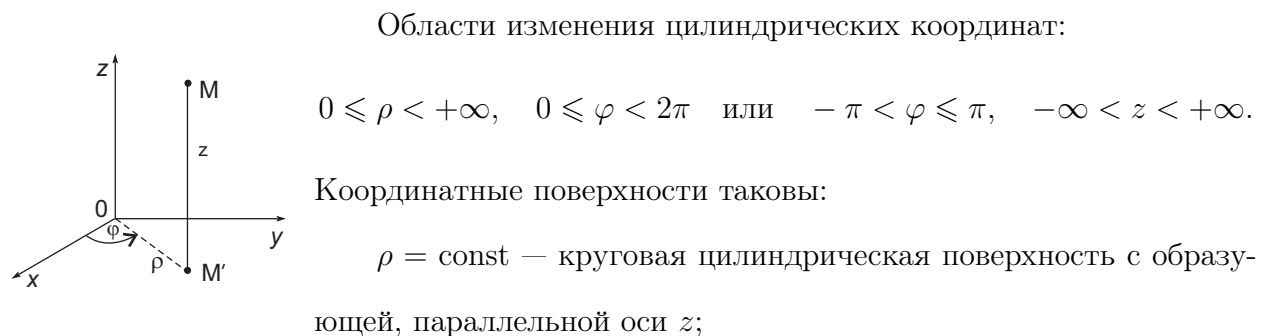 Области изменения цилиндрических координат:
0 ⩽ ρ < +∞, 0 ⩽ φ < 2π или − π < φ ⩽ π, −∞ < z < +∞.
Координатные поверхности таковы:
ρ = const — круговая цилиндрическая поверхность с образу-
ющей, параллельной оси z;
z
M
z
0
φ
ρ
y
x
M′